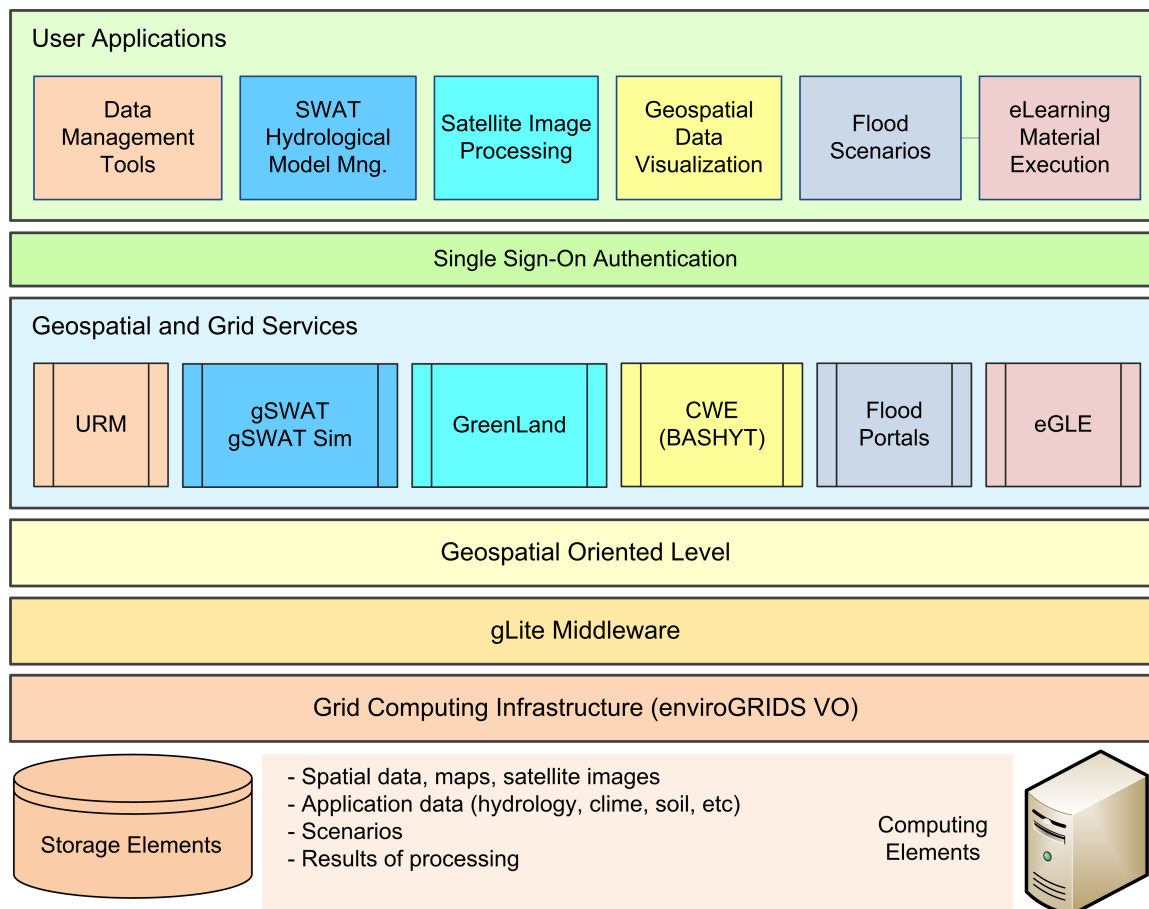 User Applications
Data
Management
Tools
SWAT
Hydrological
Model Mng.
Satellite Image
Processing
Geospatial
Data
Visualization
Flood
Scenarios
eLearning
Material
Execution
Single Sign-On Authentication
Geospatial and Grid Services
URM
gSWAT
gSWAT Sim
GreenLand
CWE
(BASHYT)
Flood
Portals
eGLE
Geospatial Oriented Level
gLite Middleware
Grid Computing Infrastructure (enviroGRIDS VO)
Storage Elements
- Spatial data, maps, satellite images
- Application data (hydrology, clime, soil, etc)
- Scenarios
- Results of processing
Computing
Elements